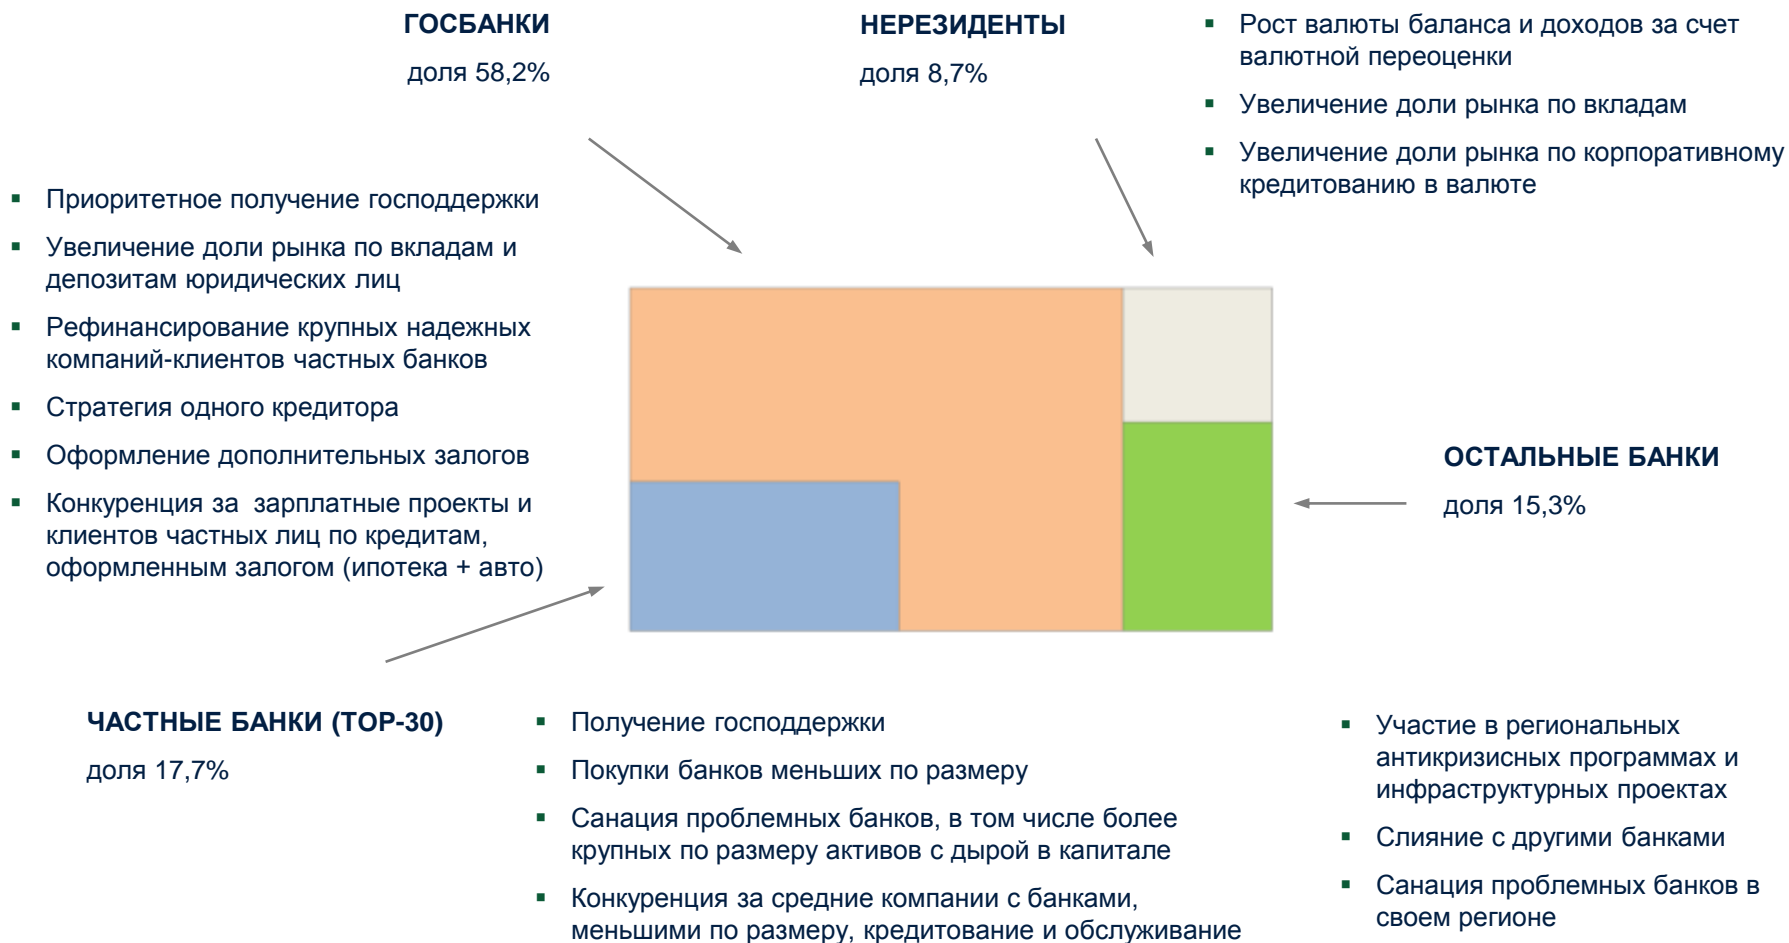 ГОСБАНКИ
доля 58,2%
НЕРЕЗИДЕНТЫ
доля 8,7%
▪ Рост валюты баланса и доходов за счет
валютной переоценки
▪ Увеличение доли рынка по вкладам
▪ Увеличение доли рынка по корпоративному
кредитованию в валюте
▪ Приоритетное получение господдержки
▪ Увеличение доли рынка по вкладам и
депозитам юридических лиц
▪ Рефинансирование крупных надежных
компаний-клиентов частных банков
▪ Стратегия одного кредитора
▪ Оформление дополнительных залогов
▪ Конкуренция за зарплатные проекты и
клиентов частных лиц по кредитам,
оформленным залогом (ипотека + авто)
ОСТАЛЬНЫЕ БАНКИ
доля 15,3%
ЧАСТНЫЕ БАНКИ (TOP-30)
доля 17,7%
▪ Получение господдержки
▪ Покупки банков меньших по размеру
▪ Санация проблемных банков, в том числе более
крупных по размеру активов с дырой в капитале
▪ Конкуренция за средние компании с банками,
меньшими по размеру, кредитование и обслуживание
▪ Участие в региональных
антикризисных программах и
инфраструктурных проектах
▪ Слияние с другими банками
▪ Санация проблемных банков в
своем регионе